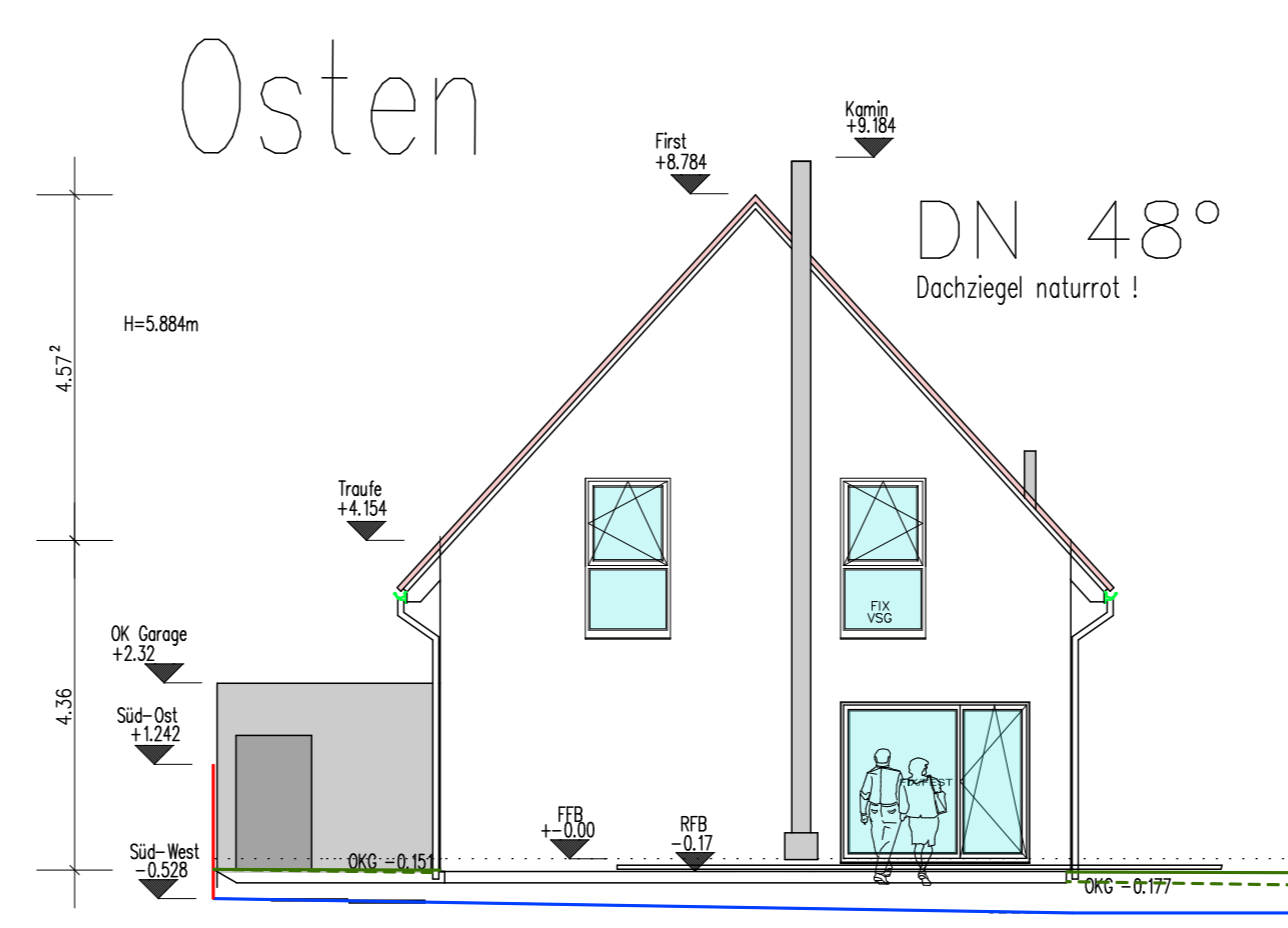 Osten
Kamin
+9.184
First
+8.784
DN 48°
Dachziegel naturrot !
H=5.884m
4.57²
Traufe
+4.154
FIX
VSG
OK Garage
+2.32
4.36
Süd-Ost
+1.242
FIX FEST
FFB
+-0.00
RFB
-0.17
Süd-West
-0.528
OKG -0.151
OKG -0.177